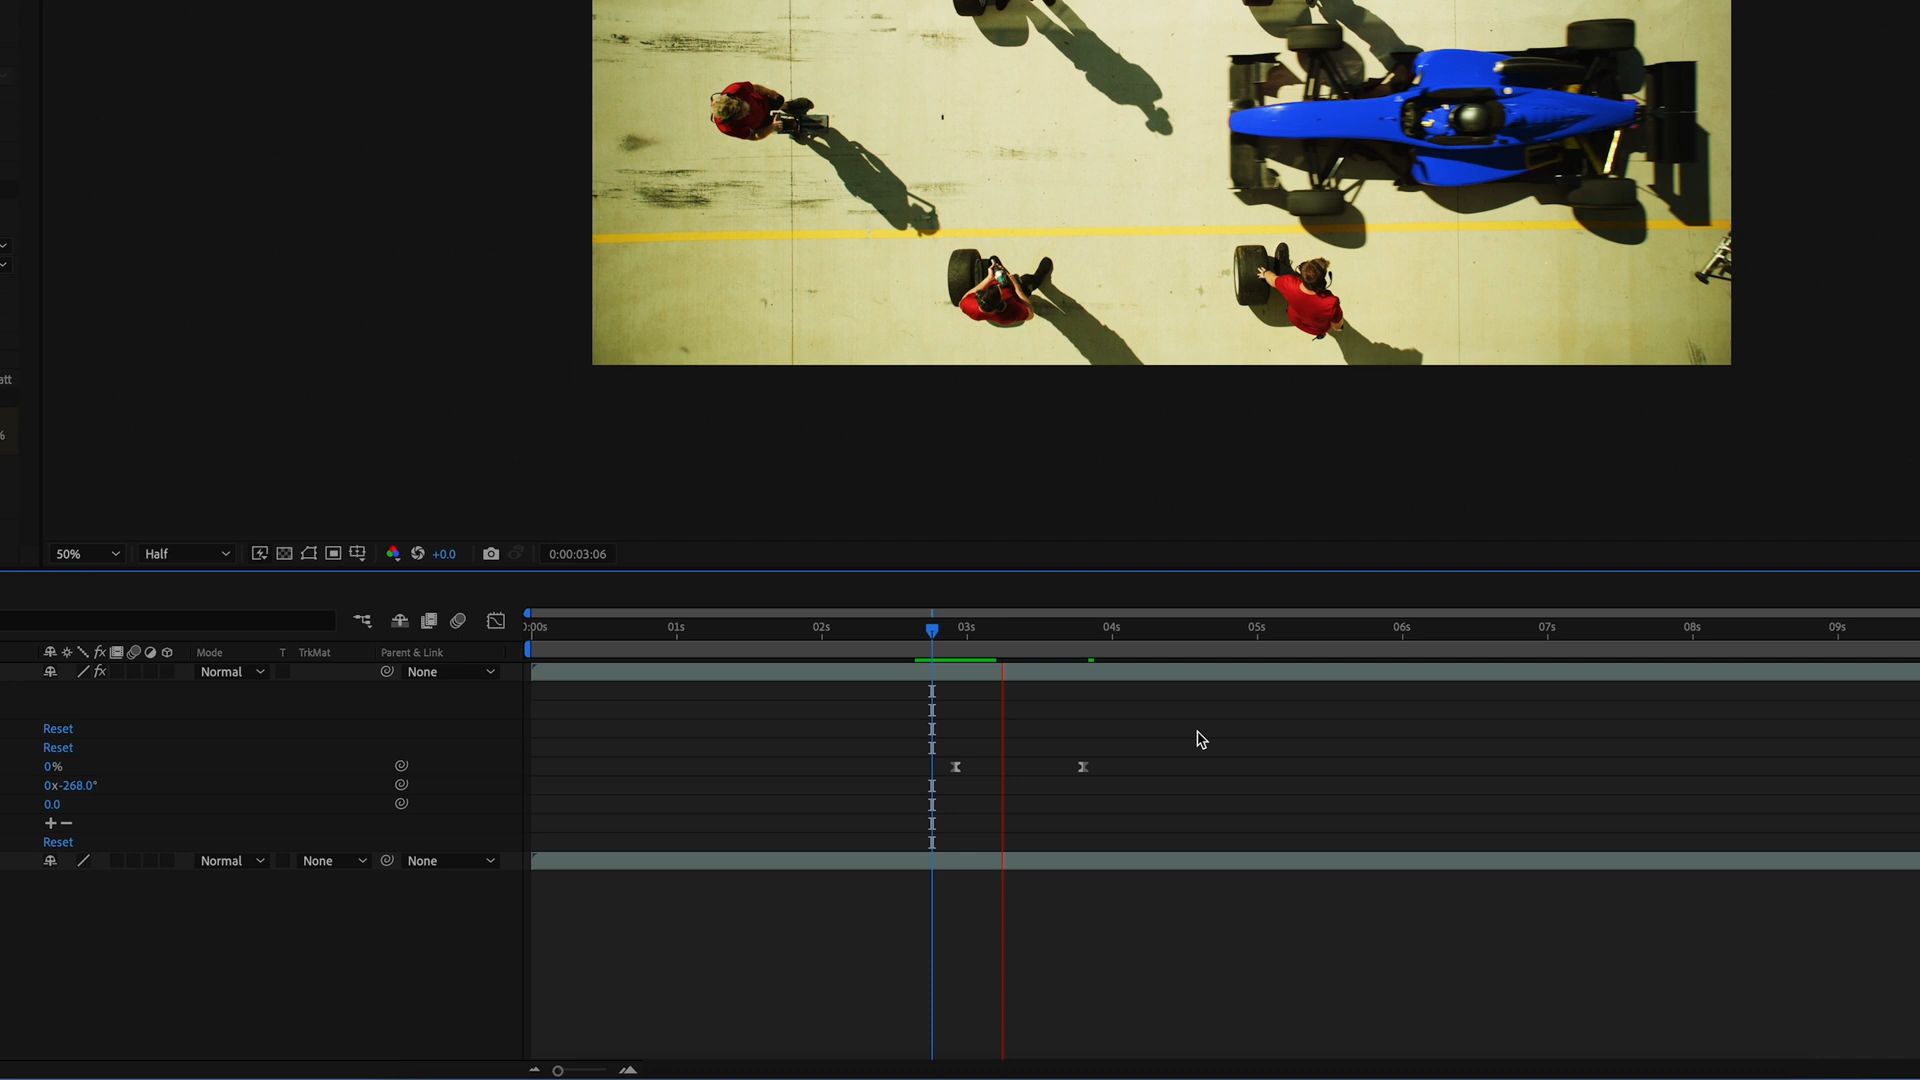 att
%
50% Half +0.0 0:00:03:06
0:00s 01s 02s 03s 04s 05s 06s 07s 08s 09s
fx Mode T TrkMat Parent & Link
fx Normal None
Reset
Reset
0%
0x-268.0°
0.0
+−
Reset
Normal None None